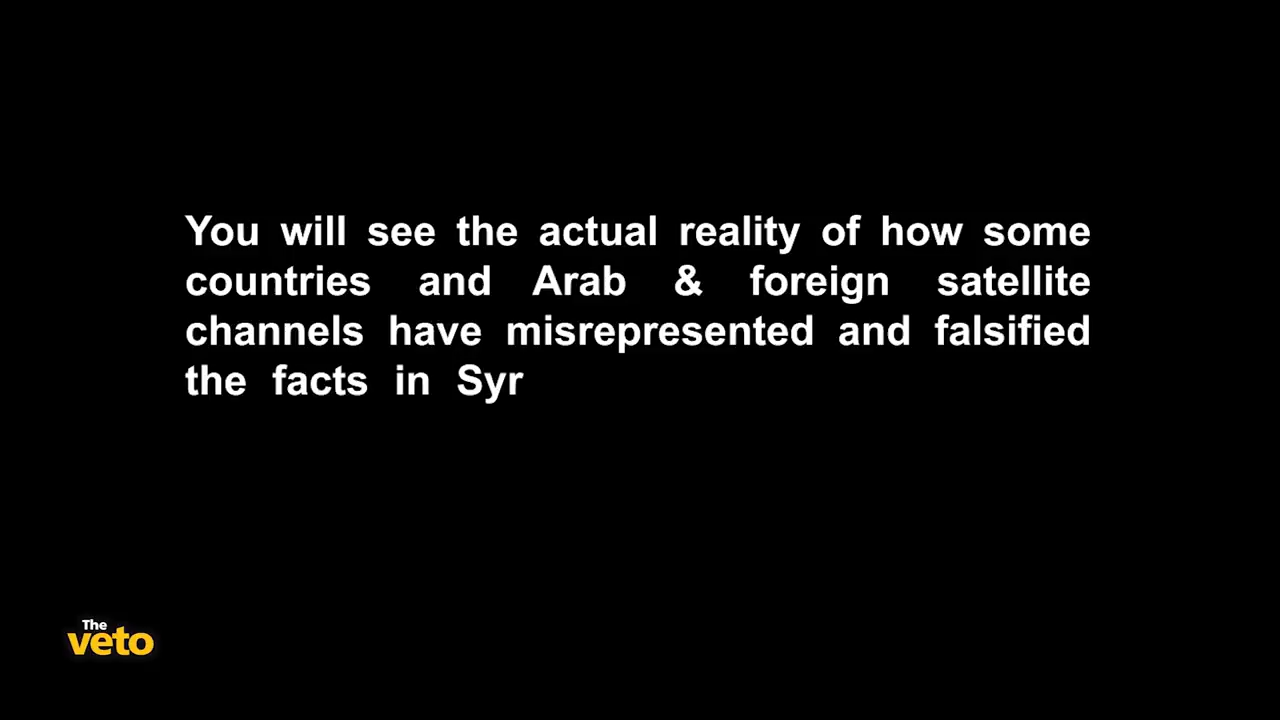 You will see the actual reality of how some
countries and Arab & foreign satellite
channels have misrepresented and falsified
the facts in Syr
The
veto